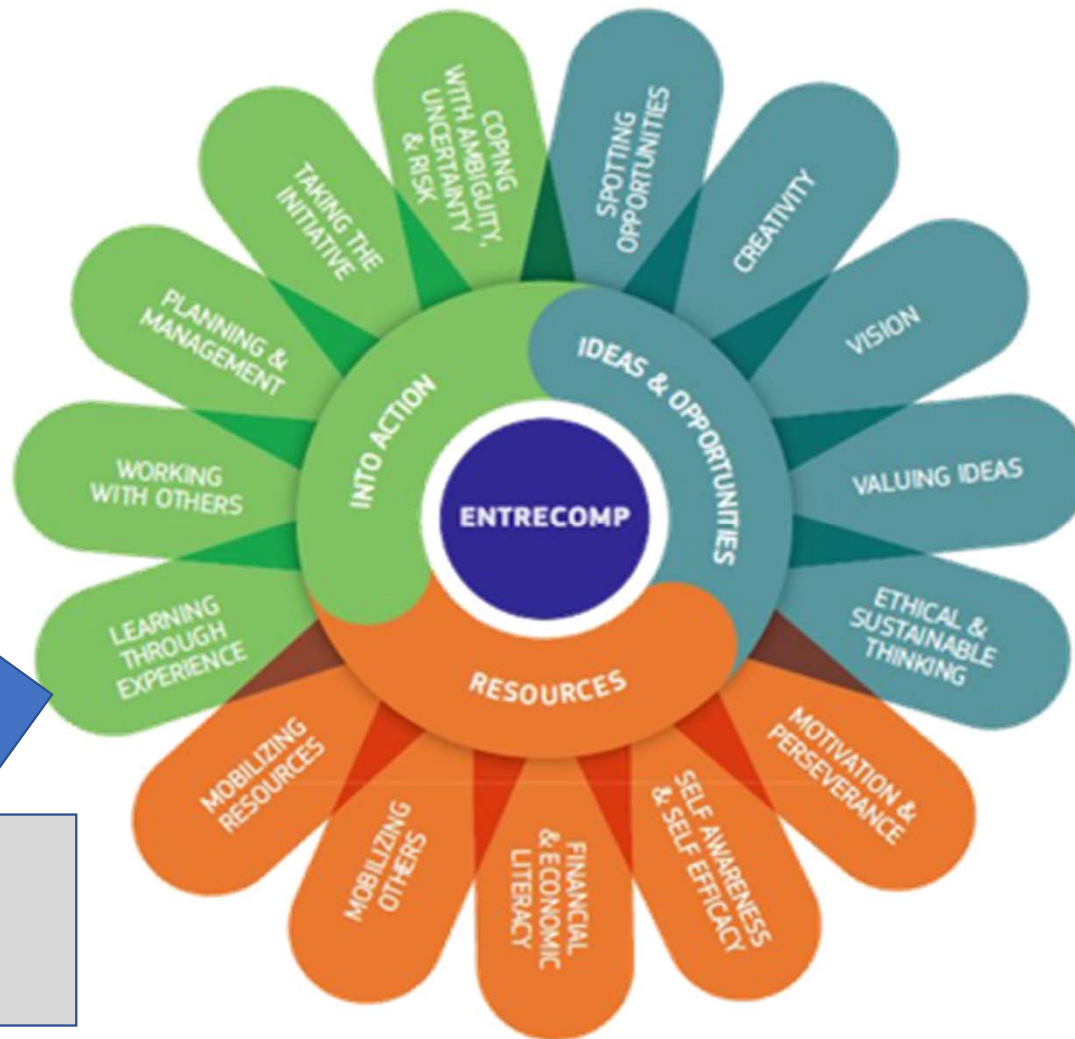 ENTRECOMP
IDEAS & OPPORTUNITIES
SPOTTING
OPPORTUNITIES
CREATIVITY
VISION
VALUING IDEAS
ETHICAL &
SUSTAINABLE
THINKING
RESOURCES
MOTIVATION &
PERSEVERANCE
SELF AWARENESS
& SELF EFFICACY
FINANCIAL
& ECONOMIC
LITERACY
MOBILIZING
OTHERS
MOBILIZING
RESOURCES
INTO ACTION
LEARNING
THROUGH
EXPERIENCE
WORKING
WITH OTHERS
PLANNING &
MANAGEMENT
TAKING THE
INITIATIVE
COPING
WITH AMBIGUITY,
UNCERTAINTY
& RISK